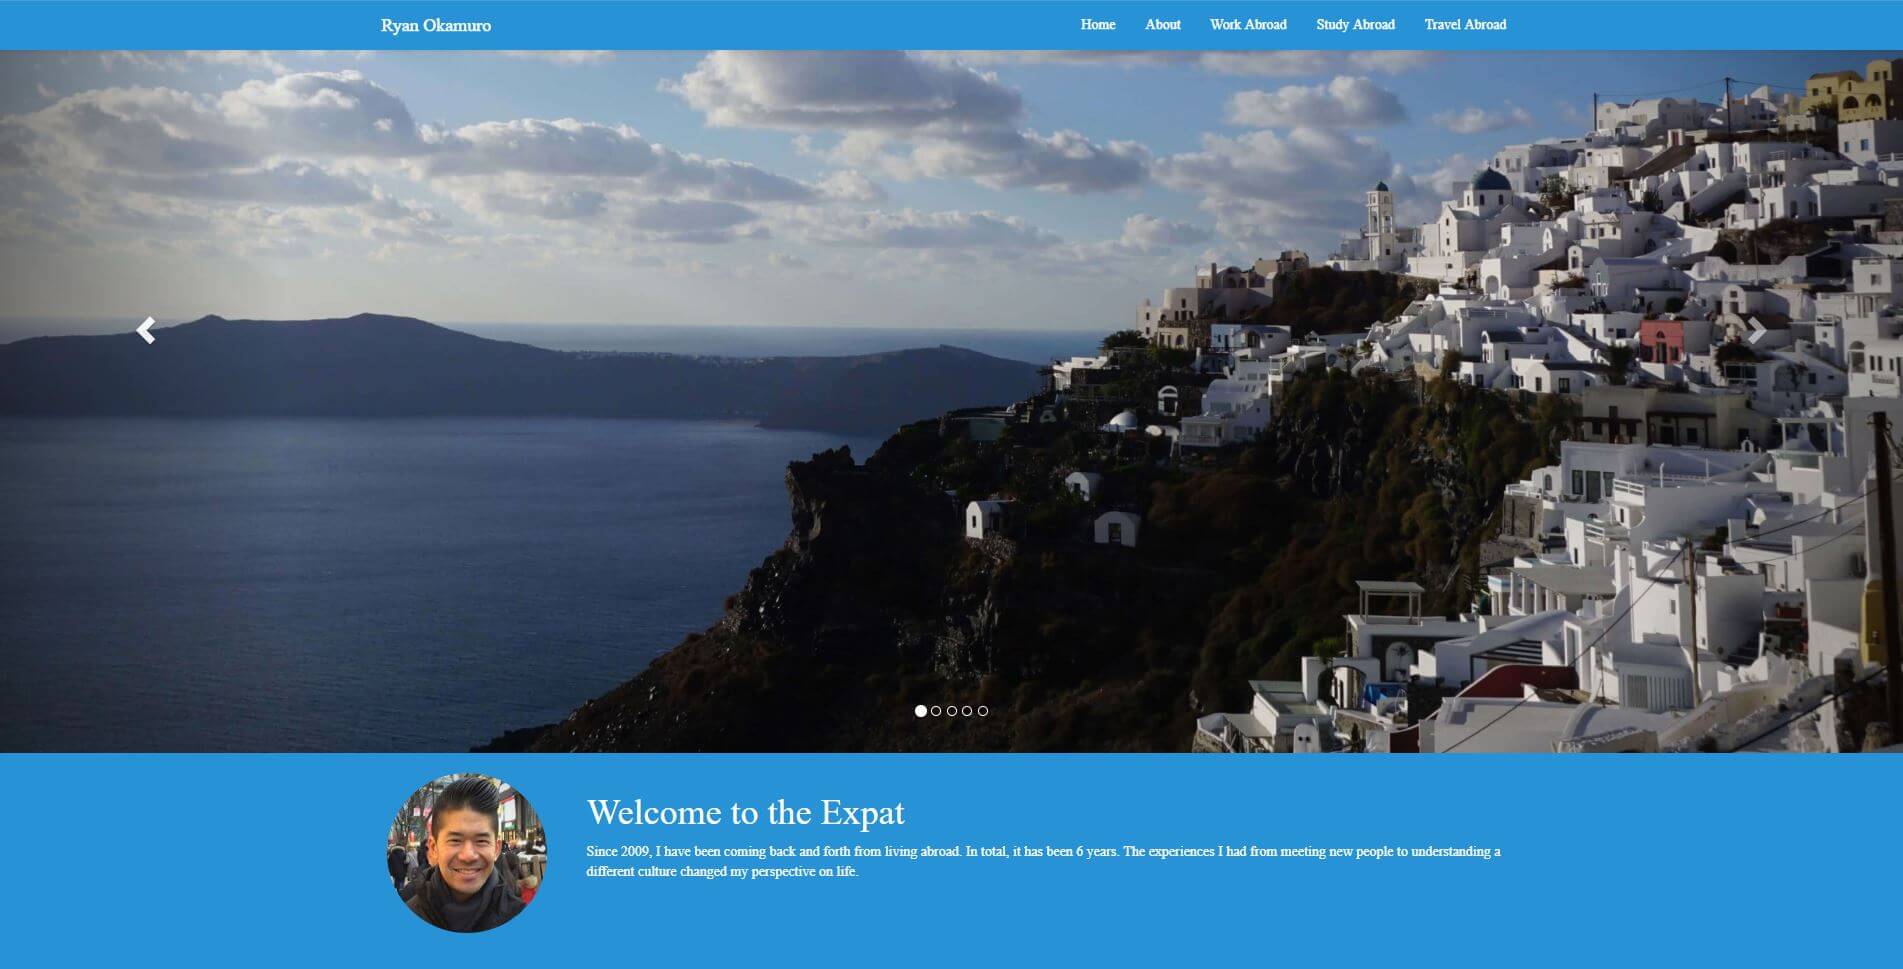 Ryan Okamuro
Home About Work Abroad Study Abroad Travel Abroad
Welcome to the Expat
Since 2009, I have been coming back and forth from living abroad. In total, it has been 6 years. The experiences I had from meeting new people to understanding a
different culture changed my perspective on life.